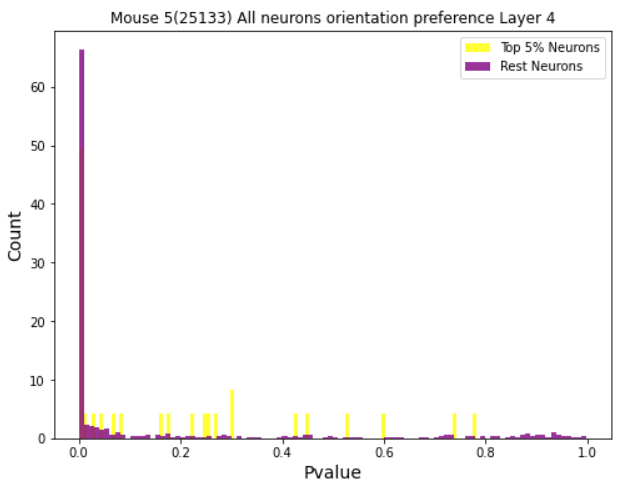 Mouse 5(25133) All neurons orientation preference Layer 4
Top 5% Neurons
Rest Neurons
Count
60
50
40
30
20
10
0
0.0 0.2 0.4 0.6 0.8 1.0
Pvalue